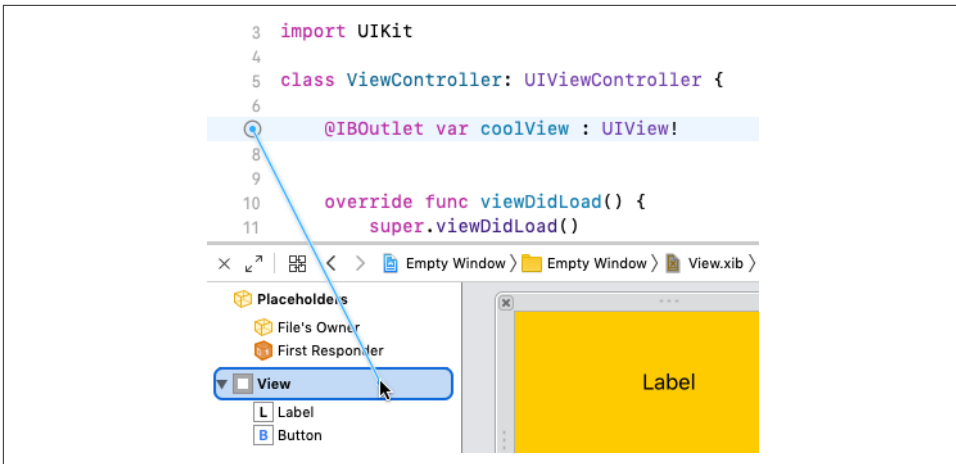 3 import UIKit
4
5 class ViewController: UIViewController {
6
@IBOutlet var coolView : UIView!
8
9
10 override func viewDidLoad() {
11 super.viewDidLoad()
Empty Window 〉 Empty Window 〉 View.xib 〉
Placeholders
File's Owner
First Responder
View
L Label
B Button
Label